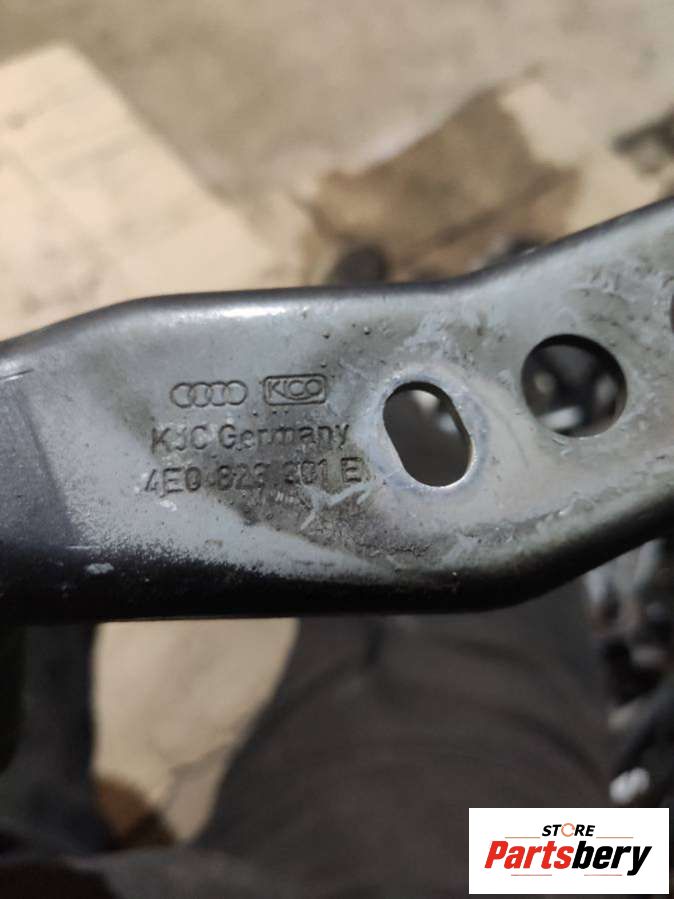 KICO
KJC Germany
4E0 823 301 E
STORE
Partsbery